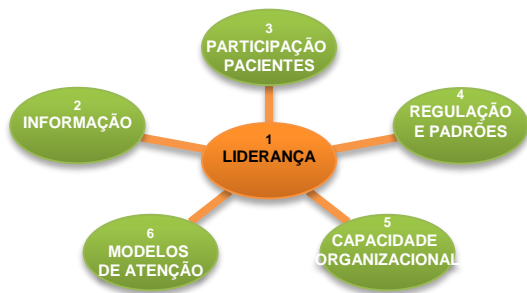 3
PARTICIPAÇÃO
PACIENTES
2
INFORMAÇÃO
4
REGULAÇÃO
E PADRÕES
1
LIDERANÇA
6
MODELOS
DE ATENÇÃO
5
CAPACIDADE
ORGANIZACIONAL